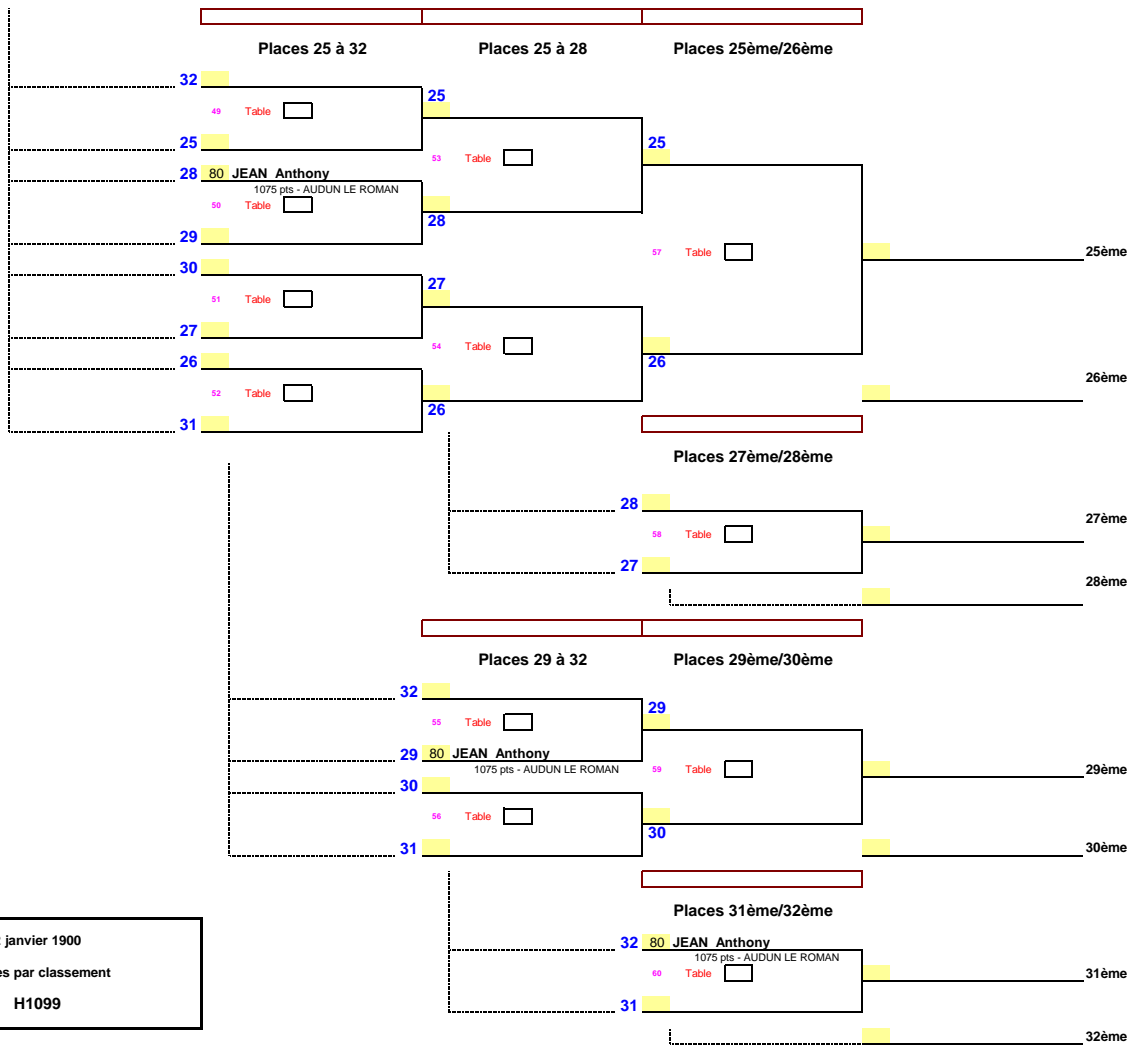 Places 25 à 32 Places 25 à 28 Places 25ème/26ème
32
25
49 Table
25
25
53 Table
28 80 JEAN Anthony
1075 pts - AUDUN LE ROMAN
50 Table
28
29
57 Table
25ème
30
27
51 Table
27
54 Table
26
26
26ème
52 Table
26
31
Places 27ème/28ème
28
27ème
58 Table
27
28ème
Places 29 à 32 Places 29ème/30ème
32
29
55 Table
29 80 JEAN Anthony
1075 pts - AUDUN LE ROMAN
59 Table
29ème
30
56 Table
30
31
30ème
Places 31ème/32ème
janvier 1900
32 80 JEAN Anthony
1075 pts - AUDUN LE ROMAN
par classement
60 Table
31ème
H1099
31
32ème